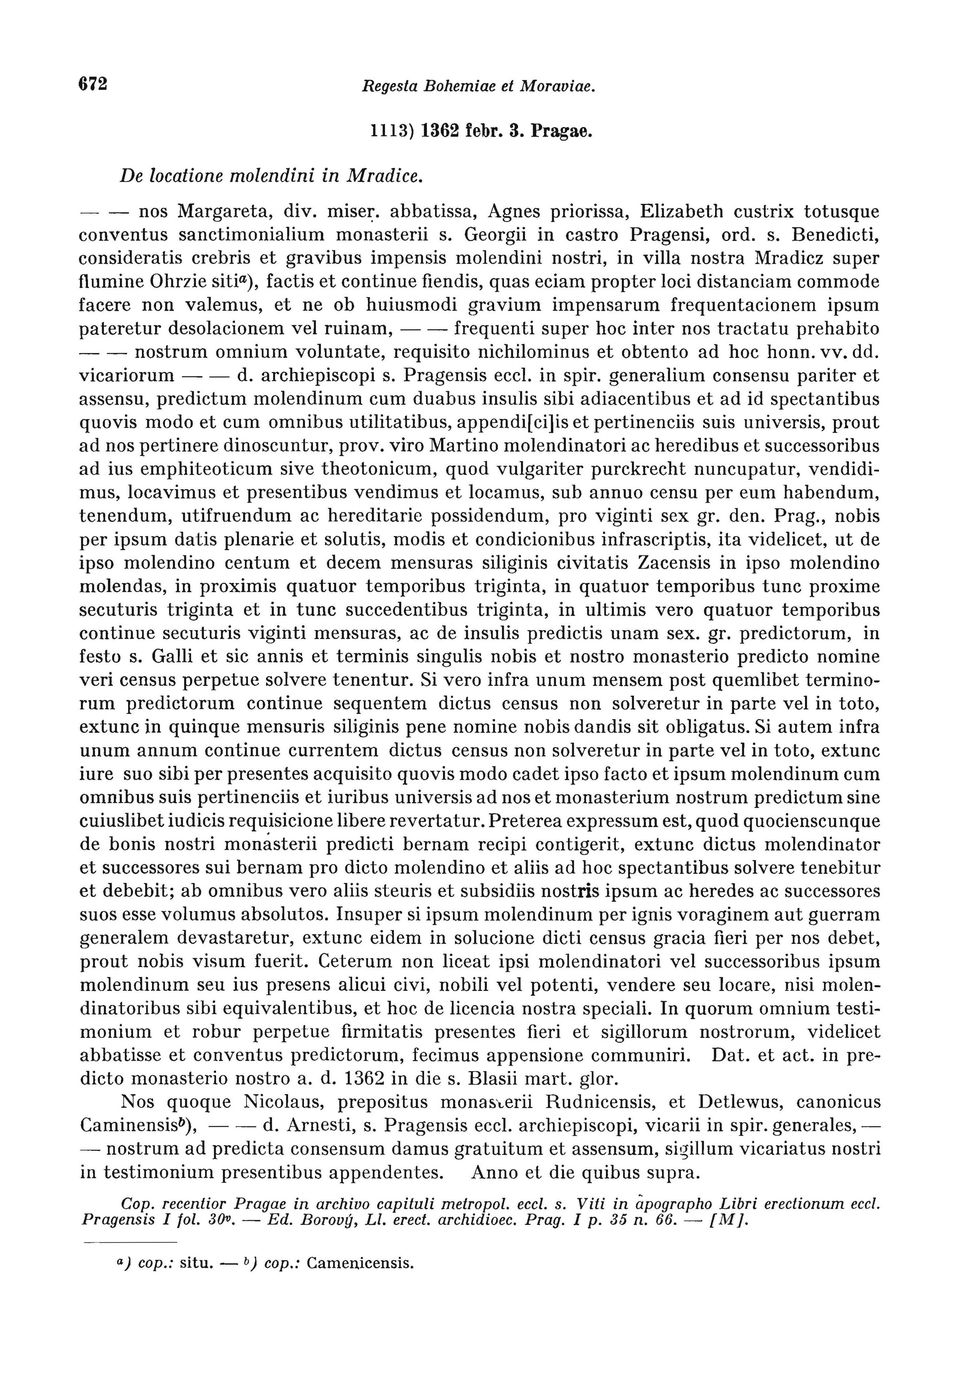 672 Regesta Bohemiae et Moraviae.
1113) 1362 febr. 3. Pragae.
De locatione molendini in Mradice.
— — nos Margareta, div. miser. abbatissa, Agnes priorissa, Elizabeth custrix totusque
conventus sanctimonialium monasterii s. Georgii in castro Pragensi, ord. s. Benedicti,
consideratis crebris et gravibus impensis molendini nostri, in villa nostra Mradicz super
flumine Ohrzie sitiᵃ), factis et continue fiendis, quas eciam propter loci distanciam commode
facere non valemus, et ne ob huiusmodi gravium impensarum frequentacionem ipsum
pateretur desolacionem vel ruinam, — — frequenti super hoc inter nos tractatu prehabito
— — nostrum omnium voluntate, requisito nichilominus et obtento ad hoc honn. vv. dd.
vicariorum — — d. archiepiscopi s. Pragensis eccl. in spir. generalium consensu pariter et
assensu, predictum molendinum cum duabus insulis sibi adiacentibus et ad id spectantibus
quovis modo et cum omnibus utilitatibus, appendi[ci]is et pertinenciis suis universis, prout
ad nos pertinere dinoscuntur, prov. viro Martino molendinatori ac heredibus et successoribus
ad ius emphiteoticum sive theotonicum, quod vulgariter purckrecht nuncupatur, vendidi-
mus, locavimus et presentibus vendimus et locamus, sub annuo censu per eum habendum,
tenendum, utifruendum ac hereditarie possidendum, pro viginti sex gr. den. Prag., nobis
per ipsum datis plenarie et solutis, modis et condicionibus infrascriptis, ita videlicet, ut de
ipso molendino centum et decem mensuras siliginis civitatis Zacensis in ipso molendino
molendas, in proximis quatuor temporibus triginta, in quatuor temporibus tunc proxime
secuturis triginta et in tunc succedentibus triginta, in ultimis vero quatuor temporibus
continue secuturis viginti mensuras, ac de insulis predictis unam sex. gr. predictorum, in
festo s. Galli et sic annis et terminis singulis nobis et nostro monasterio predicto nomine
veri census perpetue solvere tenentur. Si vero infra unum mensem post quemlibet termino-
rum predictorum continue sequentem dictus census non solveretur in parte vel in toto,
extunc in quinque mensuris siliginis pene nomine nobis dandis sit obligatus. Si autem infra
unum annum continue currentem dictus census non solveretur in parte vel in toto, extunc
iure suo sibi per presentes acquisito quovis modo cadet ipso facto et ipsum molendinum cum
omnibus suis pertinenciis et iuribus universis ad nos et monasterium nostrum predictum sine
cuiuslibet iudicis requisicione libere revertatur. Preterea expressum est, quod quocienscunque
de bonis nostri monasterii predicti bernam recipi contigerit, extunc dictus molendinator
et successores sui bernam pro dicto molendino et aliis ad hoc spectantibus solvere tenebitur
et debebit; ab omnibus vero aliis steuris et subsidiis nostris ipsum ac heredes ac successores
suos esse volumus absolutos. Insuper si ipsum molendinum per ignis voraginem aut guerram
generalem devastaretur, extunc eidem in solucione dicti census gracia fieri per nos debet,
prout nobis visum fuerit. Ceterum non liceat ipsi molendinatori vel successoribus ipsum
molendinum seu ius presens alicui civi, nobili vel potenti, vendere seu locare, nisi molen-
dinatoribus sibi equivalentibus, et hoc de licencia nostra speciali. In quorum omnium testi-
monium et robur perpetue firmitatis presentes fieri et sigillorum nostrorum, videlicet
abbatisse et conventus predictorum, fecimus appensione communiri. Dat. et act. in pre-
dicto monasterio nostro a. d. 1362 in die s. Blasii mart. glor.
Nos quoque Nicolaus, prepositus monasterii Rudnicensis, et Detlewus, canonicus
Caminensisᵇ), — — d. Arnesti, s. Pragensis eccl. archiepiscopi, vicarii in spir. generales, —
— nostrum ad predicta consensum damus gratuitum et assensum, sigillum vicariatus nostri
in testimonium presentibus appendentes. Anno et die quibus supra.
Cop. recentior Pragae in archivo capituli metropol. eccl. s. Viti in apographo Libri erectionum eccl.
Pragensis I fol. 30ᵛ. — Ed. Borový, Ll. erect. archidioec. Prag. I p. 35 n. 66. — [M].
ᵃ) cop.: situ. — ᵇ) cop.: Camenicensis.